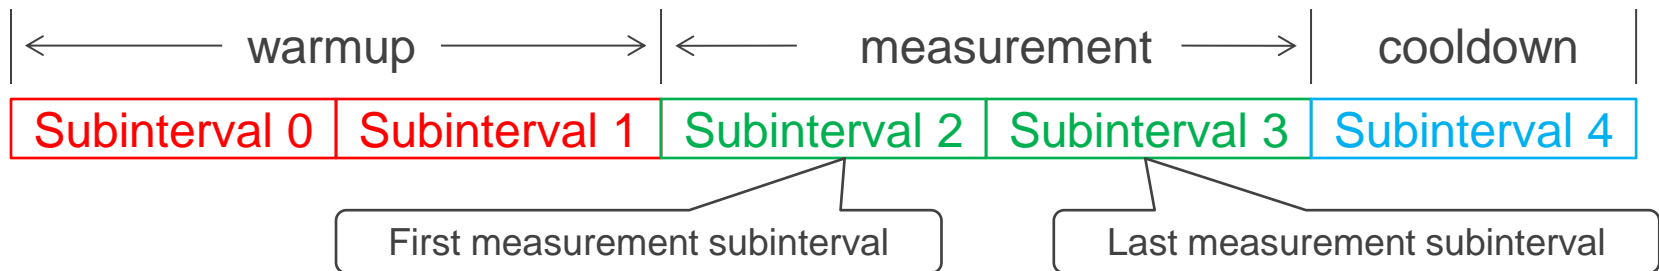 warmup measurement cooldown
Subinterval 0 Subinterval 1 Subinterval 2 Subinterval 3 Subinterval 4
First measurement subinterval Last measurement subinterval